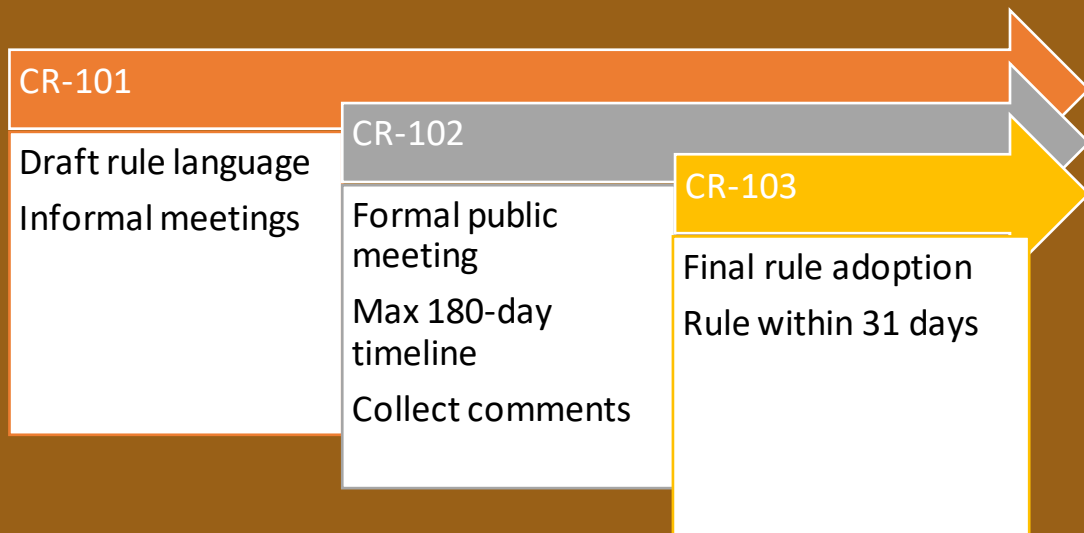 CR-101
Draft rule language
Informal meetings
CR-102
Formal public
meeting
Max 180-day
timeline
Collect comments
CR-103
Final rule adoption
Rule within 31 days